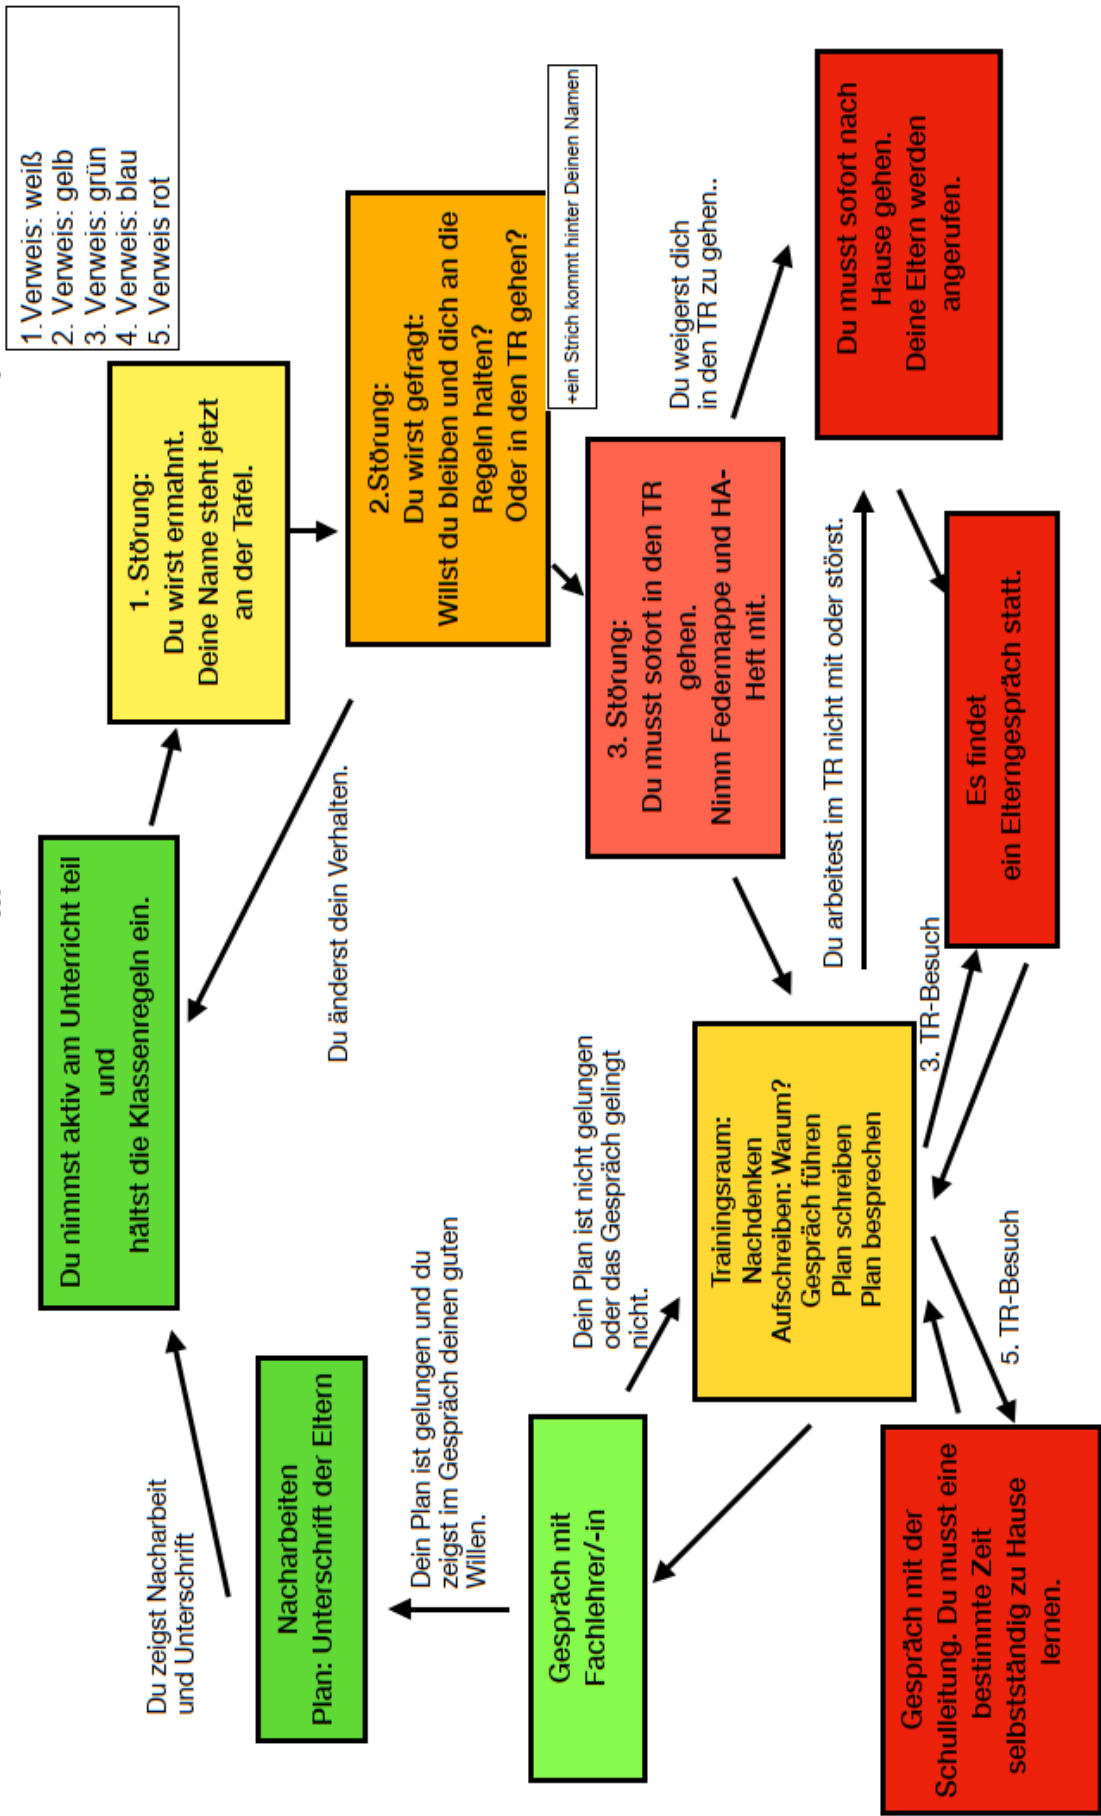 1.Verweis: weiß
2. Verweis: gelb
3. Verweis: grün
4. Verweis: blau
5. Verweis rot
Du nimmst aktiv am Unterricht teil
und
hältst die Klassenregeln ein.
1. Störung:
Du wirst ermahnt.
Deine Name steht jetzt
an der Tafel.
Du zeigst Nacharbeit
und Unterschrift
Nacharbeiten
Plan: Unterschrift der Eltern
Du änderst dein Verhalten.
2.Störung:
Du wirst gefragt:
Willst du bleiben und dich an die
Regeln halten?
Oder in den TR gehen?
+ein Strich kommt hinter Deinen Namen
Dein Plan ist gelungen und du
zeigst im Gespräch deinen guten
Willen.
Gespräch mit
Fachlehrer/-in
Dein Plan ist nicht gelungen
oder das Gespräch gelingt
nicht.
3. Störung:
Du musst sofort in den TR
gehen.
Nimm Federmappe und HA-
Heft mit.
Du weigerst dich
in den TR zu gehen..
Trainingsraum:
Nachdenken
Aufschreiben: Warum?
Gespräch führen
Plan schreiben
Plan besprechen
Du arbeitest im TR nicht mit oder störst.
Du musst sofort nach
Hause gehen.
Deine Eltern werden
angerufen.
3. TR-Besuch
Es findet
ein Elterngespräch statt.
5. TR-Besuch
Gespräch mit der
Schulleitung. Du musst eine
bestimmte Zeit
selbstständig zu Hause
lernen.